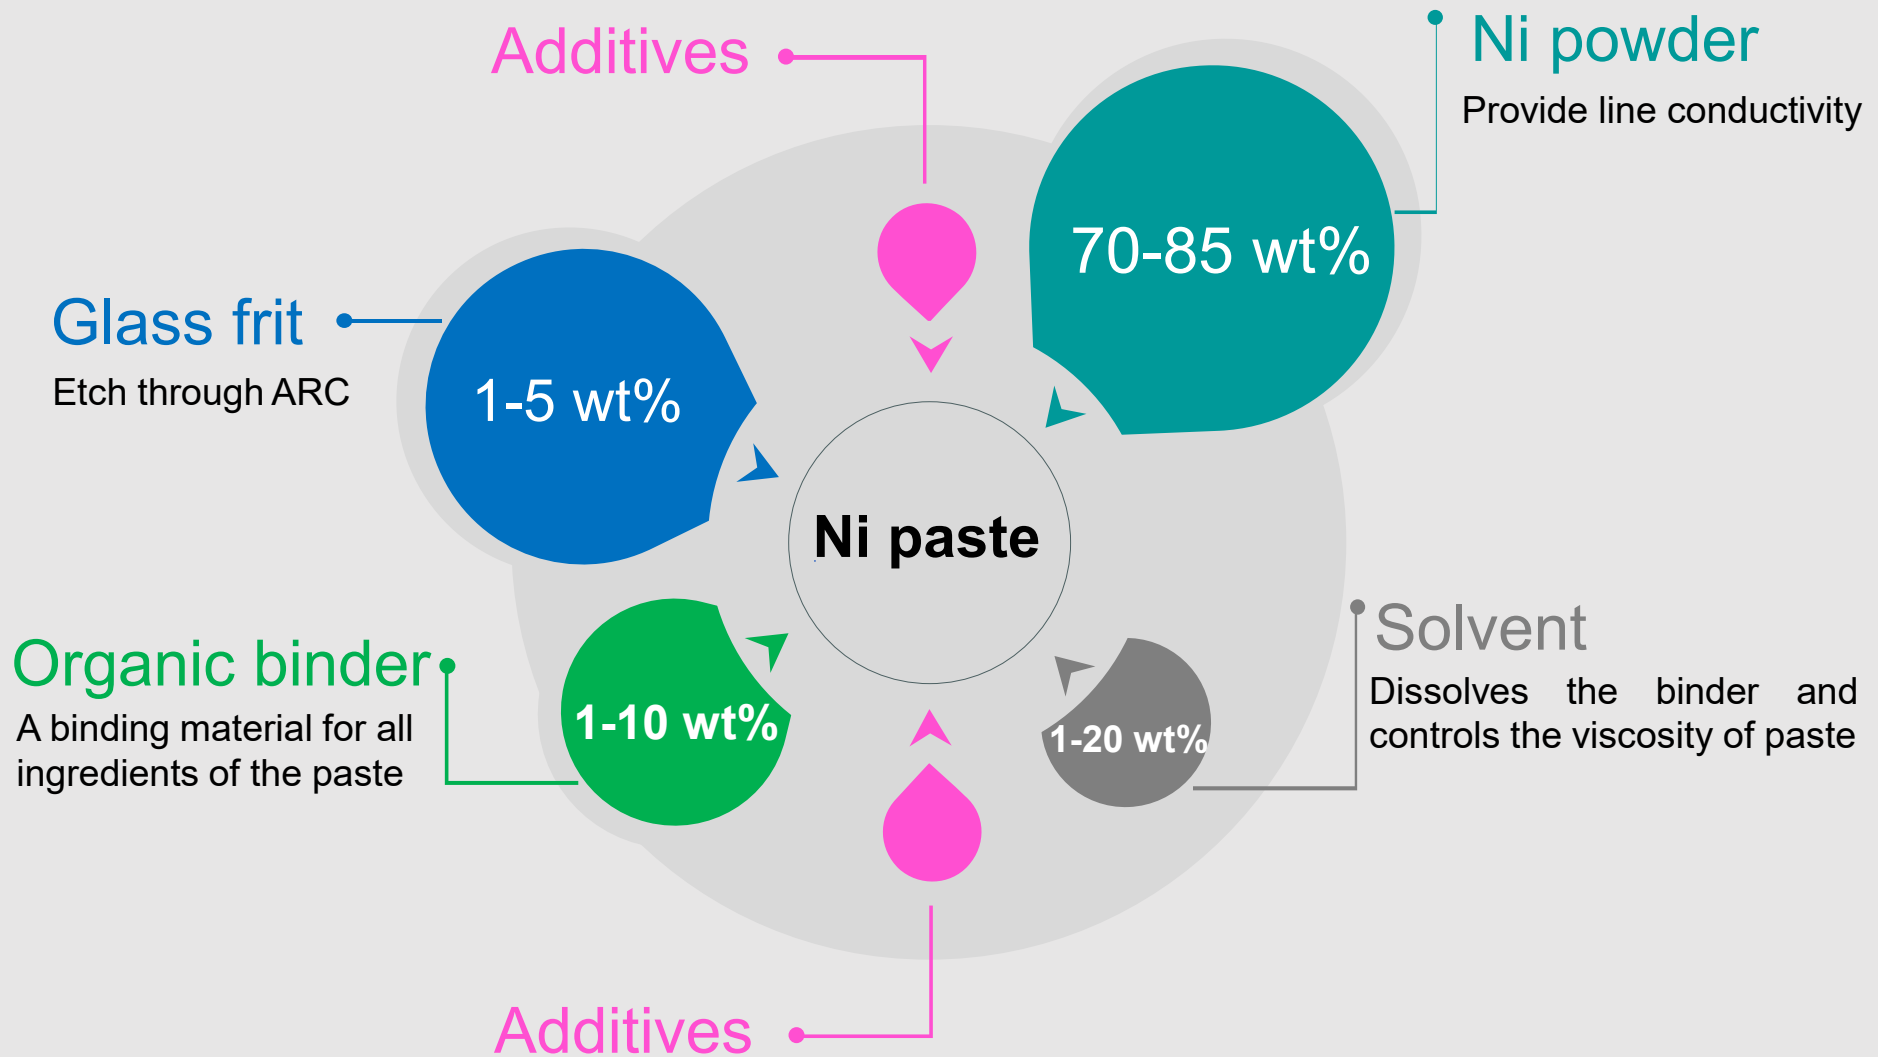 Additives
Ni powder
Provide line conductivity
70-85 wt%
Glass frit
Etch through ARC
1-5 wt%
Ni paste
Organic binder
A binding material for all
ingredients of the paste
1-10 wt%
Solvent
Dissolves the binder and
controls the viscosity of paste
1-20 wt%
Additives